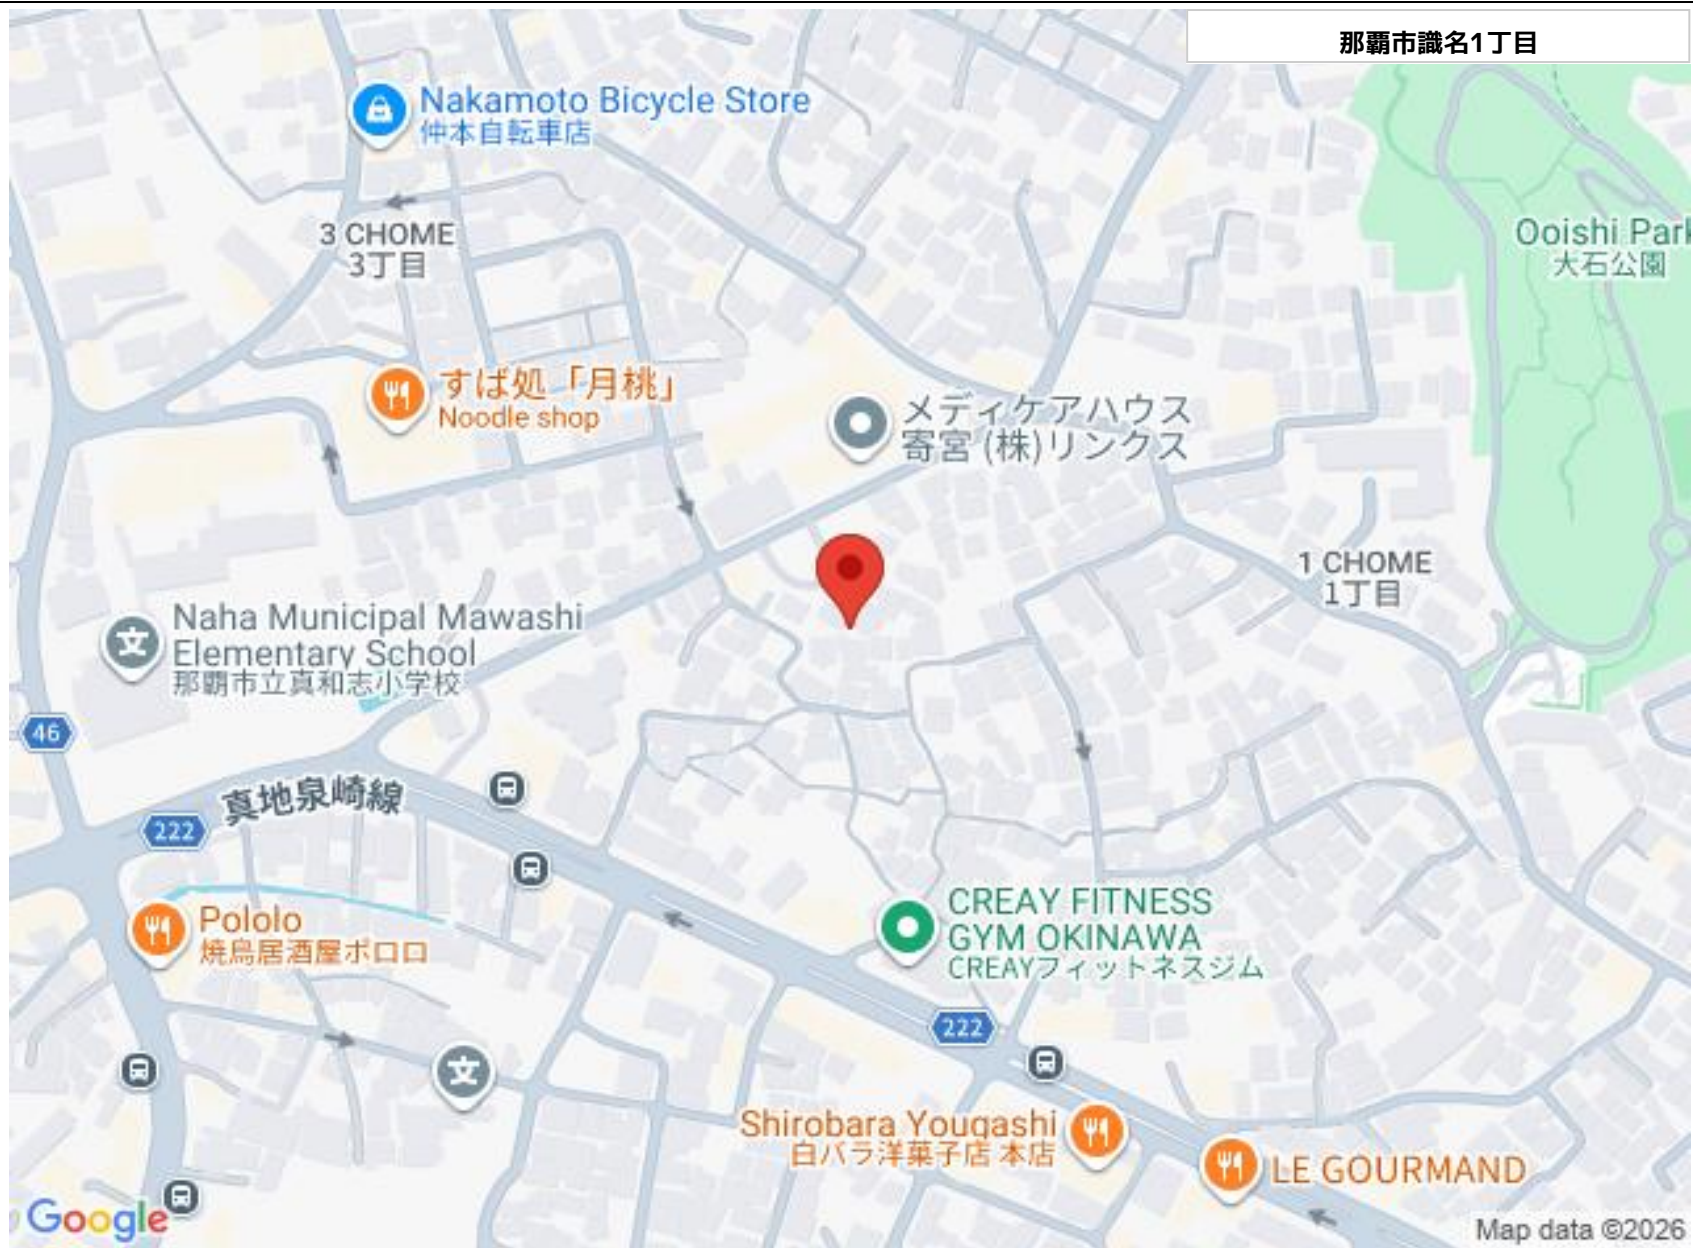 那覇市識名1丁目
Nakamoto Bicycle Store
仲本自転車店
3 CHOME
3丁目
Ooishi Park
大石公園
すば処「月桃」
Noodle shop
メディケアハウス
寄宮 (株)リンクス
1 CHOME
1丁目
Naha Municipal Mawashi
Elementary School
那覇市立真和志小学校
文
46
真地泉崎線
222
Pololo
焼鳥居酒屋ポロロ
CREAY FITNESS
GYM OKINAWA
CREAYフィットネスジム
222
文
Shirobara Yougashi
白バラ洋菓子店 本店
LE GOURMAND
Google
Map data ©2026